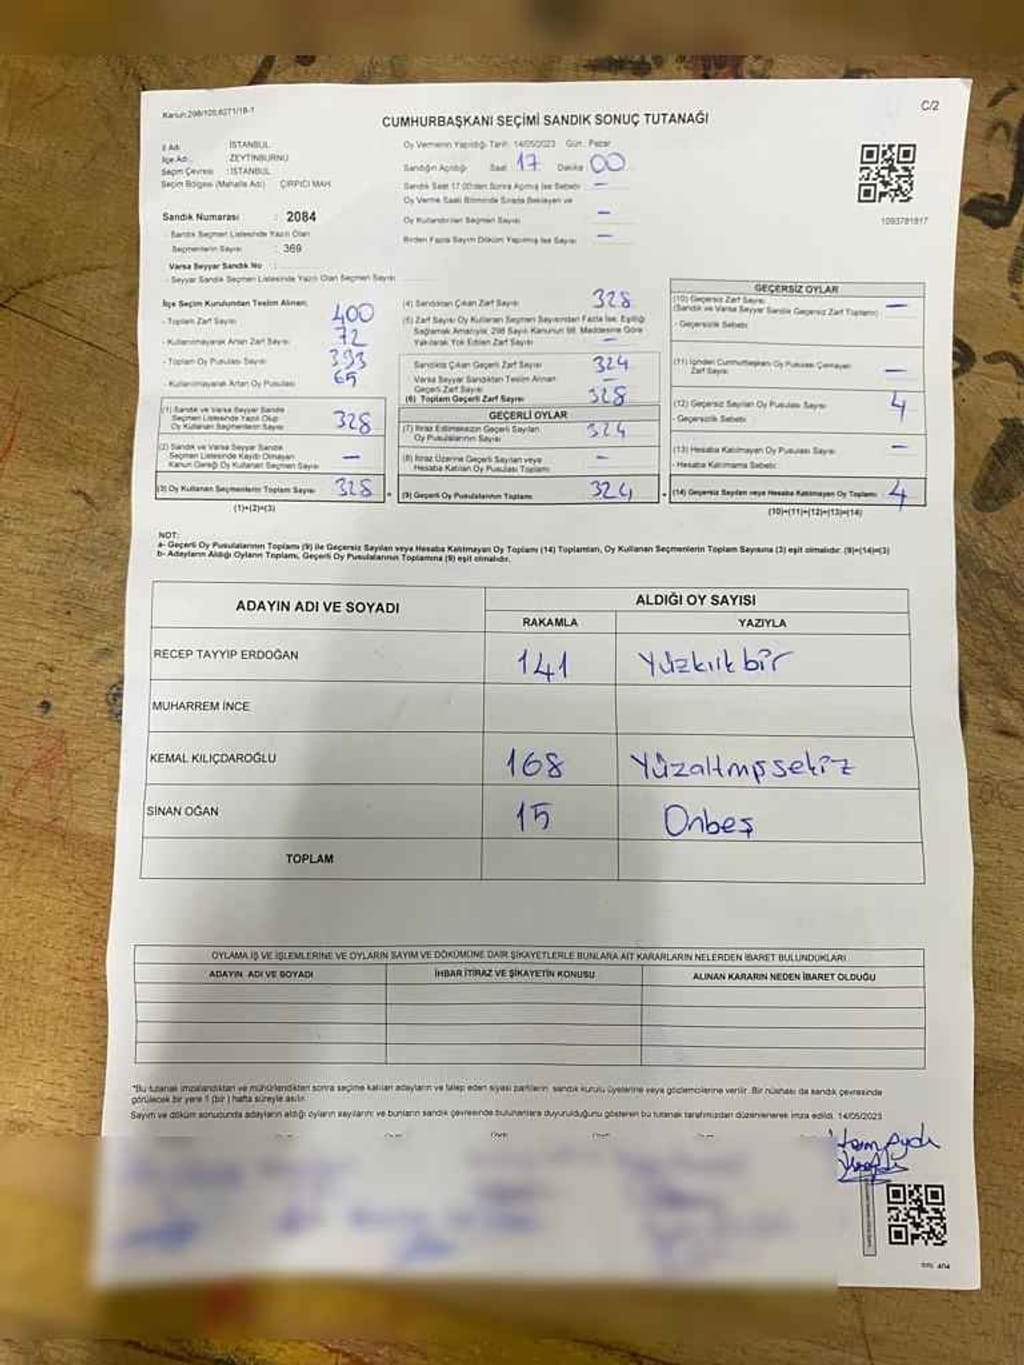 Kanun:298/105,6271/18-1
C/2
CUMHURBAŞKANI SEÇİMİ SANDIK SONUÇ TUTANAĞI
İl Adı : İSTANBUL
İlçe Adı : ZEYTİNBURNU
Seçim Çevresi : İSTANBUL
Seçim Bölgesi (Mahalle Adı) ÇIRPICI MAH.
Sandık Numarası : 2084
Sandık Seçmen Listesinde Yazılı Olan
Seçmenlerin Sayısı : 369
Varsa Seyyar Sandık No :
- Seyyar Sandık Seçmen Listesinde Yazılı Olan Seçmen Sayısı
Oy Vermenin Yapıldığı Tarih: 14/05/2023 Gün: Pazar
Sandığın Açıldığı Saat 17 Dakika 00
Sandık Saat 17.00'den Sonra Açılmış İse Sebebi —
Oy Verme Saati Bitiminde Sırada Bekleyen ve
Oy Kullandırılan Seçmen Sayısı —
Birden Fazla Sayım Döküm Yapılmış İse Sayısı —
1093781817
İlçe Seçim Kurulundan Teslim Alınan:
- Toplam Zarf Sayısı 400
- Kullanılmayarak Artan Zarf Sayısı 72
- Toplam Oy Pusulası Sayısı 393
- Kullanılmayarak Artan Oy Pusulası 65
(1) Sandık ve Varsa Seyyar Sandık
Seçmen Listesinde Yazılı Olup
Oy Kullanan Seçmenlerin Sayısı 328
(2) Sandık ve Varsa Seyyar Sandık
Seçmen Listesinde Kaydı Olmayan
Kanun Gereği Oy Kullanan Seçmen Sayısı —
(3) Oy Kullanan Seçmenlerin Toplam Sayısı 328
(1)+(2)=(3)
(4) Sandıktan Çıkan Zarf Sayısı 328
(5) Zarf Sayısı Oy Kullanan Seçmen Sayısından Fazla İse, Eşitliği
Sağlamak Amacıyla, 298 Sayılı Kanunun 98. Maddesine Göre
Yakılarak Yok Edilen Zarf Sayısı —
Sandıkta Çıkan Geçerli Zarf Sayısı 324
Varsa Seyyar Sandıktan Teslim Alınan
Geçerli Zarf Sayısı —
(6) Toplam Geçerli Zarf Sayısı 328
GEÇERLİ OYLAR
(7) İtiraz Edilmeksizin Geçerli Sayılan
Oy Pusulalarının Sayısı 324
(8) İtiraz Üzerine Geçerli Sayılan veya
Hesaba Katılan Oy Pusulası Toplamı —
(9) Geçerli Oy Pusulalarının Toplamı 324
GEÇERSİZ OYLAR
(10) Geçersiz Zarf Sayısı
(Sandık ve Varsa Seyyar Sandık Geçersiz Zarf Toplamı) —
- Geçersizlik Sebebi:
(11) İçinden Cumhurbaşkanı Oy Pusulası Çıkmayan
Zarf Sayısı —
(12) Geçersiz Sayılan Oy Pusulası Sayısı 4
- Geçersizlik Sebebi:
(13) Hesaba Katılmayan Oy Pusulası Sayısı —
- Hesaba Katılmama Sebebi:
(14) Geçersiz Sayılan veya Hesaba Katılmayan Oy Toplamı 4
(10)+(11)+(12)+(13)=(14)
NOT:
a- Geçerli Oy Pusulalarının Toplamı (9) ile Geçersiz Sayılan veya Hesaba Katılmayan Oy Toplamı (14) Toplamları, Oy Kullanan Seçmenlerin Toplam Sayısına (3) eşit olmalıdır. (9)+(14)=(3)
b- Adayların Aldığı Oyların Toplamı, Geçerli Oy Pusulalarının Toplamına (9) eşit olmalıdır.
ADAYIN ADI VE SOYADI
ALDIĞI OY SAYISI
RAKAMLA YAZIYLA
RECEP TAYYİP ERDOĞAN 141 Yüzkırkbir
MUHARREM İNCE
KEMAL KILIÇDAROĞLU 168 Yüzaltmışsekiz
SİNAN OĞAN 15 Onbeş
TOPLAM
OYLAMA İŞ VE İŞLEMLERİNE VE OYLARIN SAYIM VE DÖKÜMÜNE DAİR ŞİKAYETLERLE BUNLARA AİT KARARLARIN NELERDEN İBARET BULUNDUKLARI
ADAYIN ADI VE SOYADI İHBAR İTİRAZ VE ŞİKAYETİN KONUSU ALINAN KARARIN NEDEN İBARET OLDUĞU
*Bu tutanak imzalandıktan ve mühürlendikten sonra seçime katılan adayların ve talep eden siyasi partilerin sandık kurulu üyelerine veya gözlemcilerine verilir. Bir nüshası da sandık çevresinde
görülecek bir yere 1 (bir) hafta süreyle asılır.
Sayım ve döküm sonucunda adayların aldığı oyların sayılarını ve bunların sandık çevresinde bulunanlara duyurulduğunu gösteren bu tutanak tarafımızdan düzenlenerek imza edildi. 14/05/2023